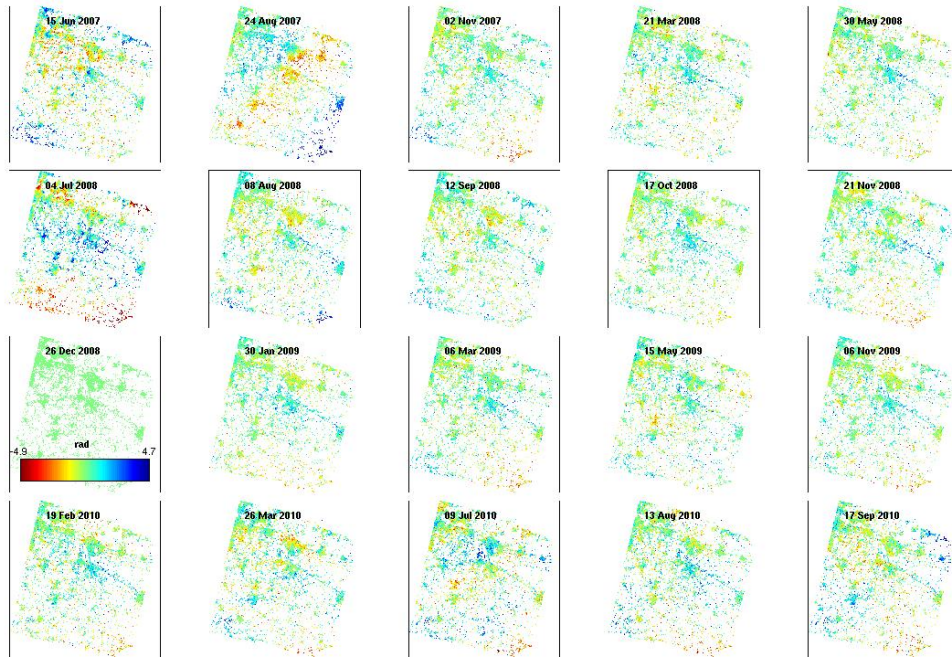 15 Jun 2007
24 Aug 2007
02 Nov 2007
21 Mar 2008
30 May 2008
04 Jul 2008
08 Aug 2008
12 Sep 2008
17 Oct 2008
21 Nov 2008
26 Dec 2008
30 Jan 2009
06 Mar 2009
15 May 2009
06 Nov 2009
rad
-4.9
4.7
19 Feb 2010
26 Mar 2010
09 Jul 2010
13 Aug 2010
17 Sep 2010